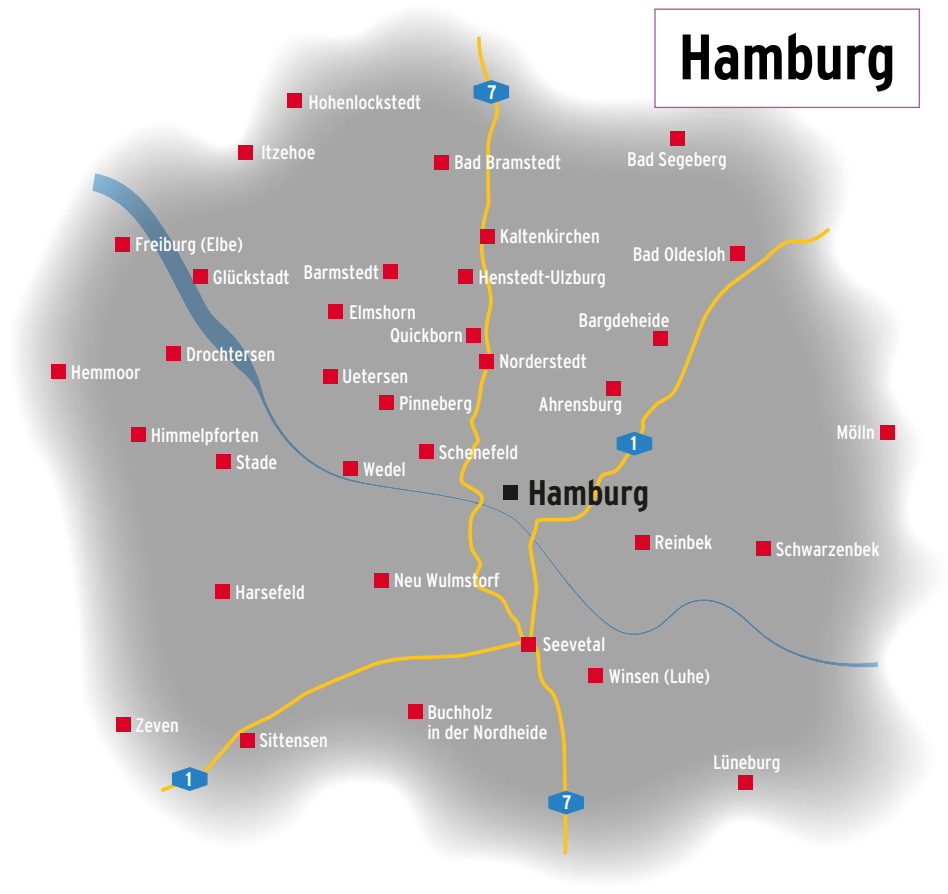 Hamburg
7
Hohenlockstedt
Itzehoe
Bad Bramstedt
Bad Segeberg
Freiburg (Elbe)
Kaltenkirchen
Bad Oldesloh
Glückstadt
Barmstedt
Henstedt-Ulzburg
Elmshorn
Bargdeheide
Quickborn
Drochtersen
Norderstedt
Hemmoor
Uetersen
Pinneberg
Ahrensburg
Mölln
Himmelpforten
1
Schenefeld
Stade
Wedel
Hamburg
Reinbek
Schwarzenbek
Neu Wulmstorf
Harsefeld
Seevetal
Winsen (Luhe)
Buchholz
in der Nordheide
Zeven
Sittensen
Lüneburg
1
7